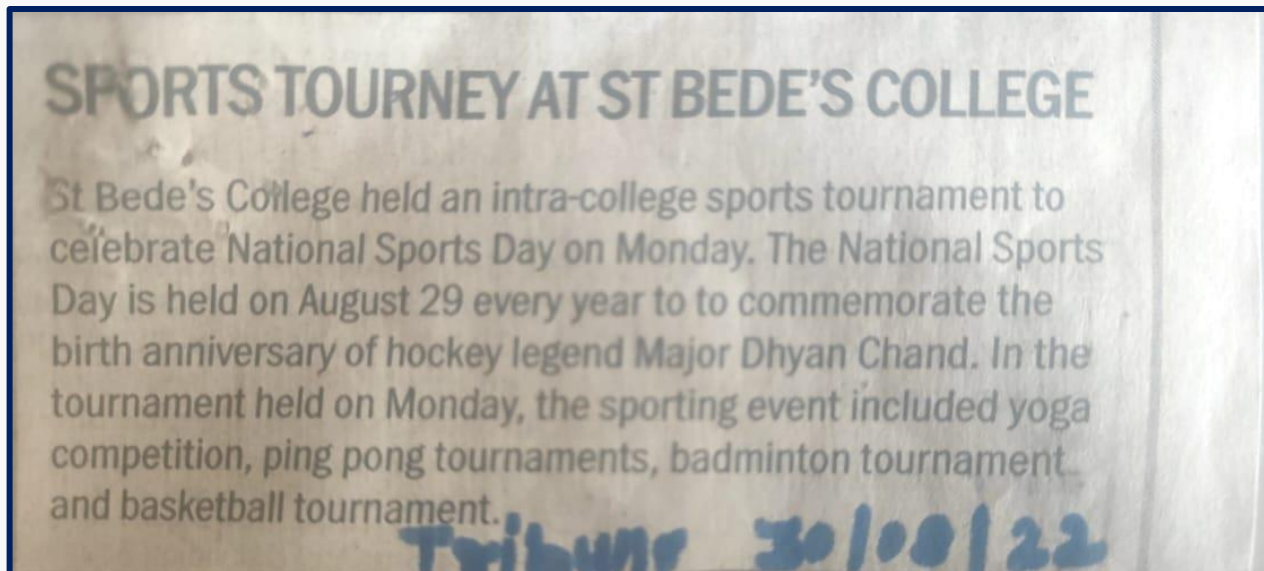 SPORTS TOURNEY AT ST BEDE'S COLLEGE
St Bede's College held an intra-college sports tournament to
celebrate National Sports Day on Monday. The National Sports
Day is held on August 29 every year to to commemorate the
birth anniversary of hockey legend Major Dhyan Chand. In the
tournament held on Monday, the sporting event included yoga
competition, ping pong tournaments, badminton tournament
and basketball tournament.
Tribune 30/08/22